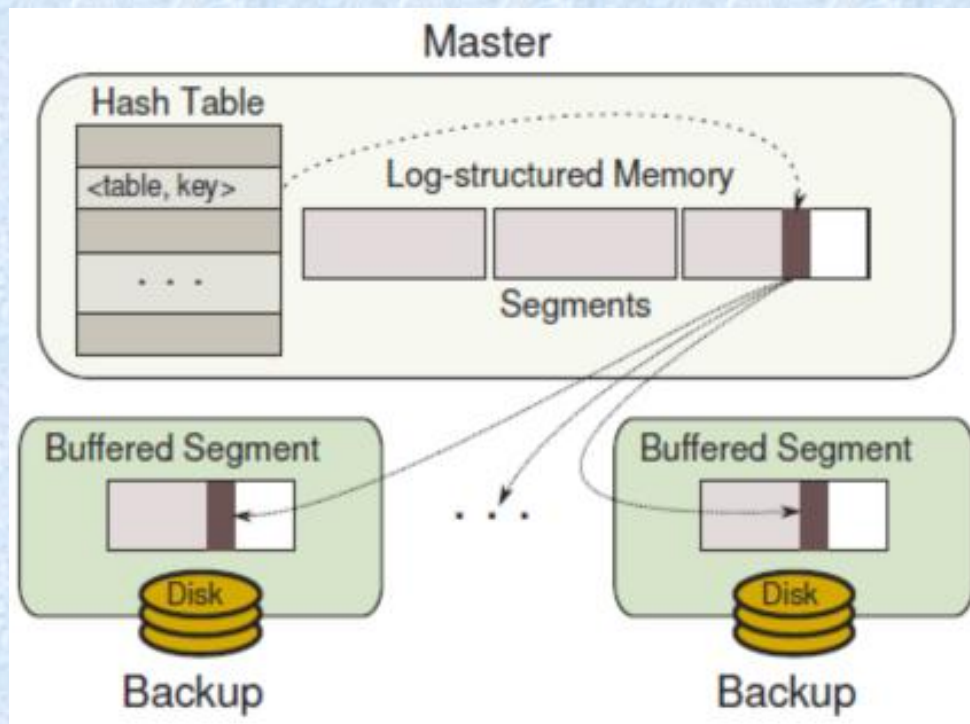 Master
Hash Table
<table, key>
. . .
Log-structured Memory
Segments
Buffered Segment
Disk
Backup
. . .
Buffered Segment
Disk
Backup